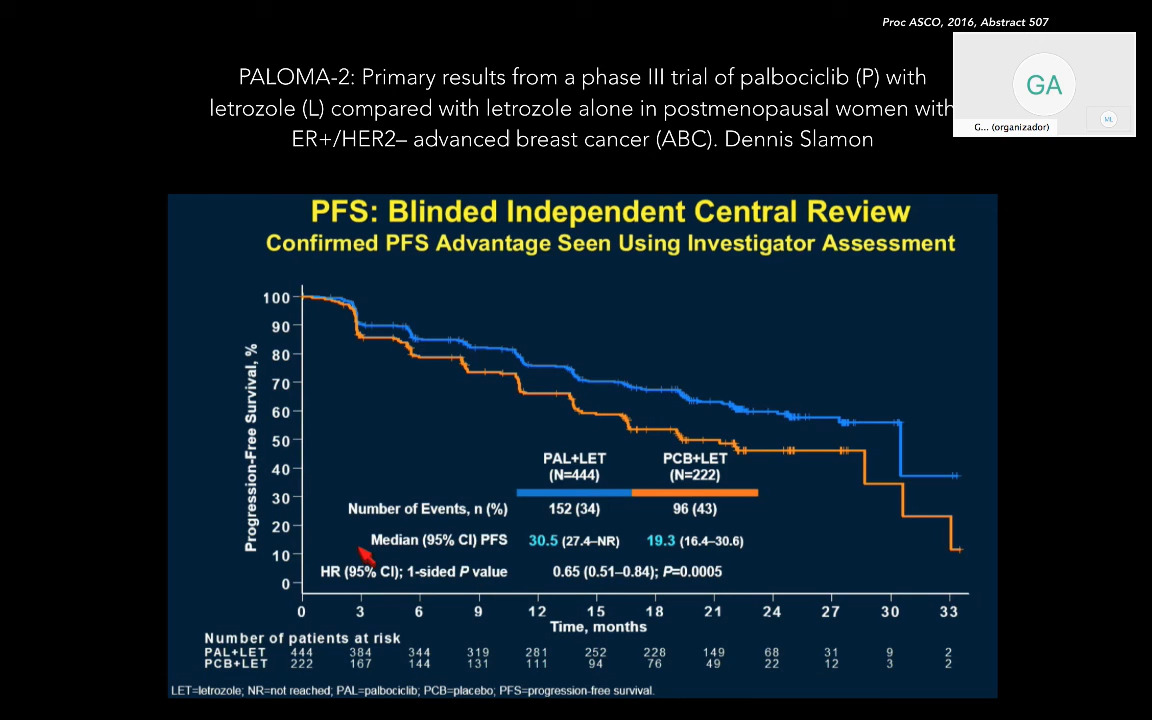 Proc ASCO, 2016, Abstract 507
GA
G... (organizador)
ML
PALOMA-2: Primary results from a phase III trial of palbociclib (P) with
letrozole (L) compared with letrozole alone in postmenopausal women with
ER+/HER2– advanced breast cancer (ABC). Dennis Slamon
PFS: Blinded Independent Central Review
Confirmed PFS Advantage Seen Using Investigator Assessment
Progression-Free Survival, %
100
90
80
70
60
50
40
30
20
10
0
PAL+LET PCB+LET
(N=444) (N=222)
Number of Events, n (%) 152 (34) 96 (43)
Median (95% CI) PFS 30.5 (27.4–NR) 19.3 (16.4–30.6)
HR (95% CI); 1-sided P value 0.65 (0.51–0.84); P=0.0005
0 3 6 9 12 15 18 21 24 27 30 33
Time, months
Number of patients at risk
PAL+LET 444 384 344 319 281 252 228 149 68 31 9 2
PCB+LET 222 167 144 131 111 94 76 49 22 12 3 2
LET=letrozole; NR=not reached; PAL=palbociclib; PCB=placebo; PFS=progression-free survival.